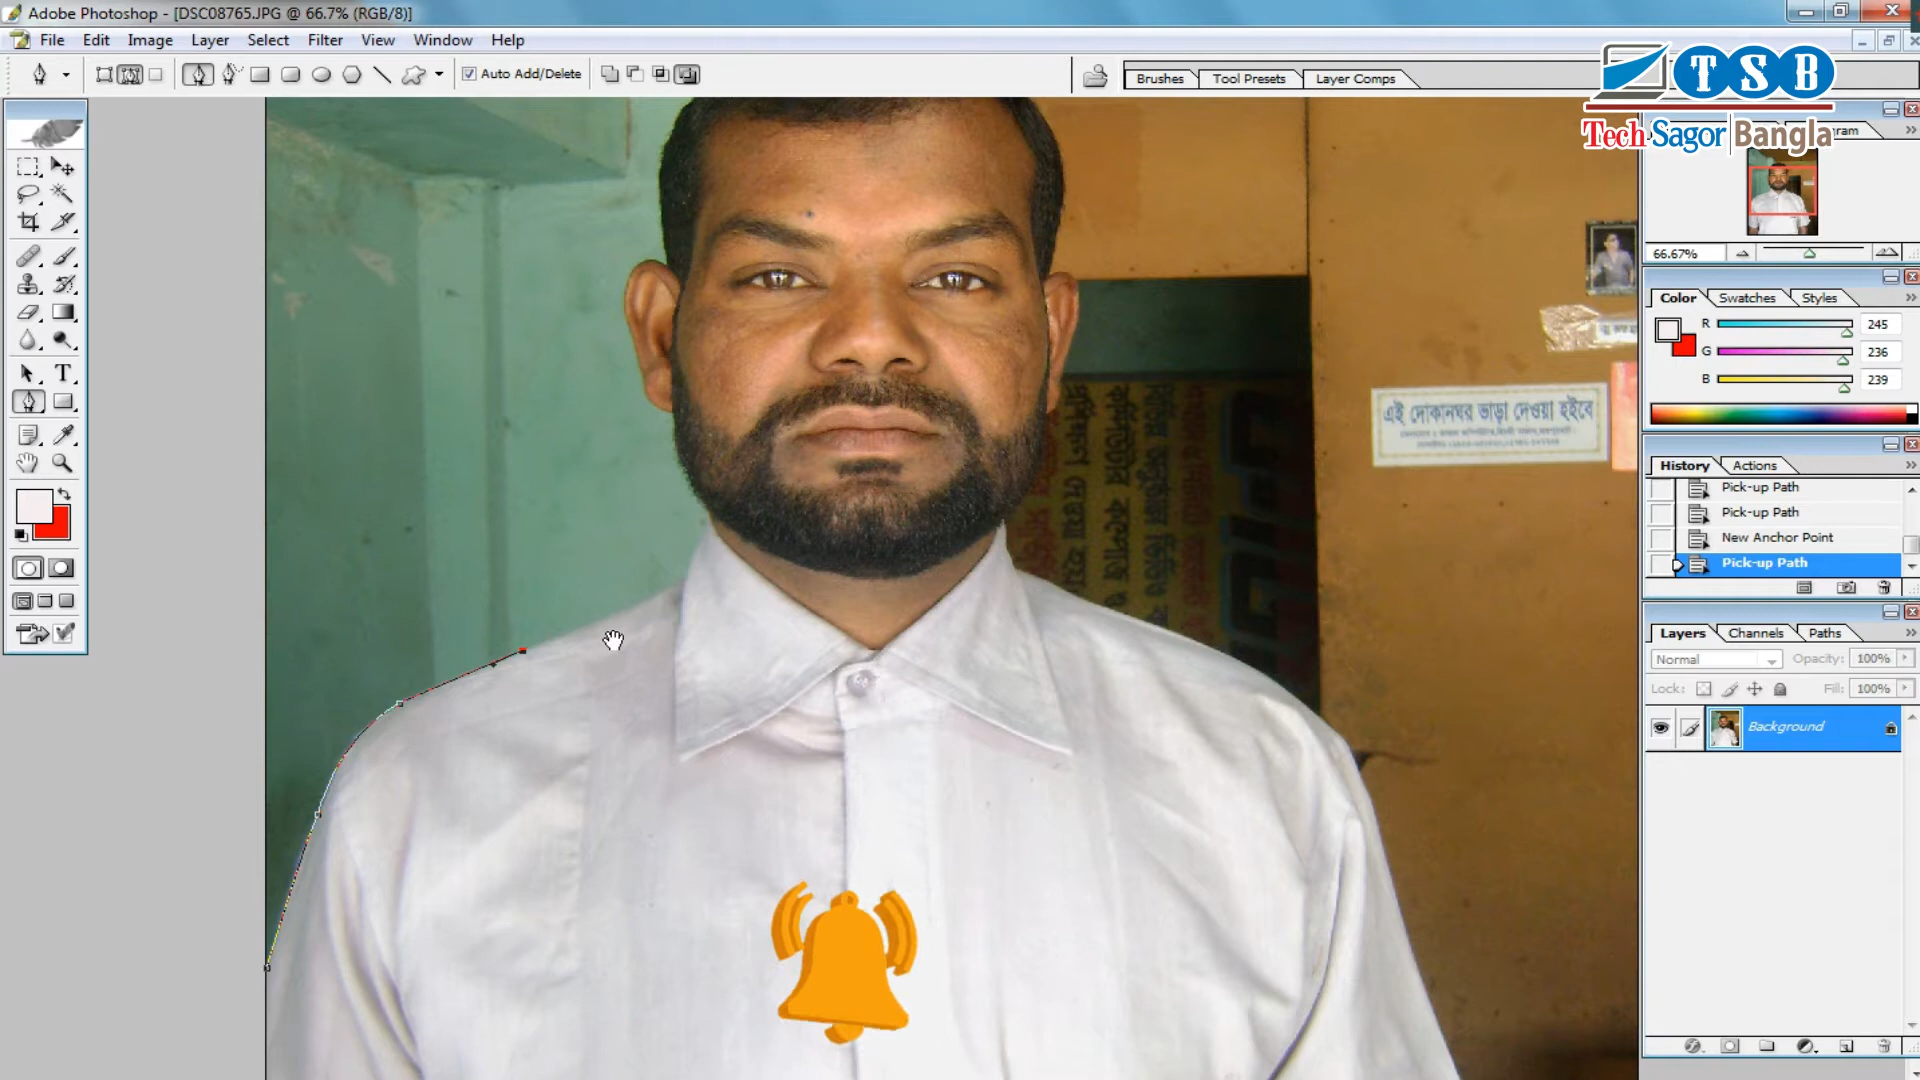 Adobe Photoshop - [DSC08765.JPG @ 66.7% (RGB/8)]
File Edit Image Layer Select Filter View Window Help
Auto Add/Delete
Brushes Tool Presets Layer Comps
TSB
Tech Sagor Bangla
gram
66.67%
Color Swatches Styles
R 245
G 236
B 239
এই দোকানঘর ভাড়া দেওয়া হইবে
History Actions
Pick-up Path
Pick-up Path
New Anchor Point
Pick-up Path
Layers Channels Paths
Normal Opacity: 100%
Lock: Fill: 100%
Background